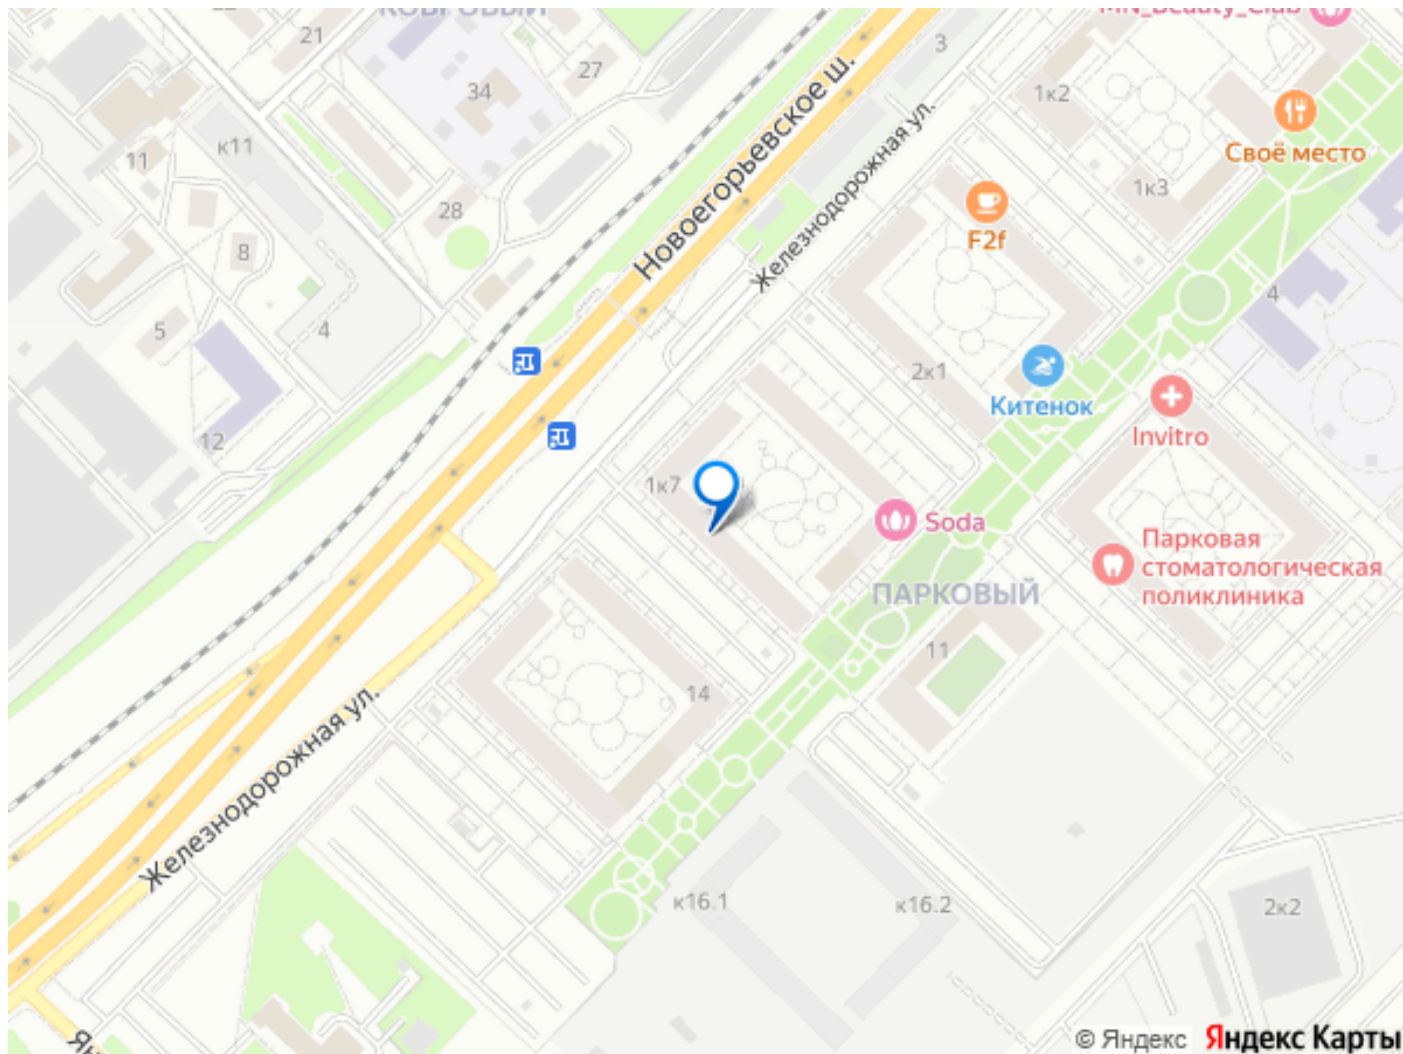 КОВРОВЫЙ
MN_Beauty_Club
21
27
34
3
1к2
Новоегорьевское ш.
Железнодорожная ул.
Своё место
11
к11
28
1к3
F2f
8
5
4
4
2к1
Китенок
Invitro
12
1к7
Soda
Парковая
стоматологическая
поликлиника
ПАРКОВЫЙ
11
14
Железнодорожная ул.
к16.1
к16.2
2к2
© Яндекс
Яндекс Карты